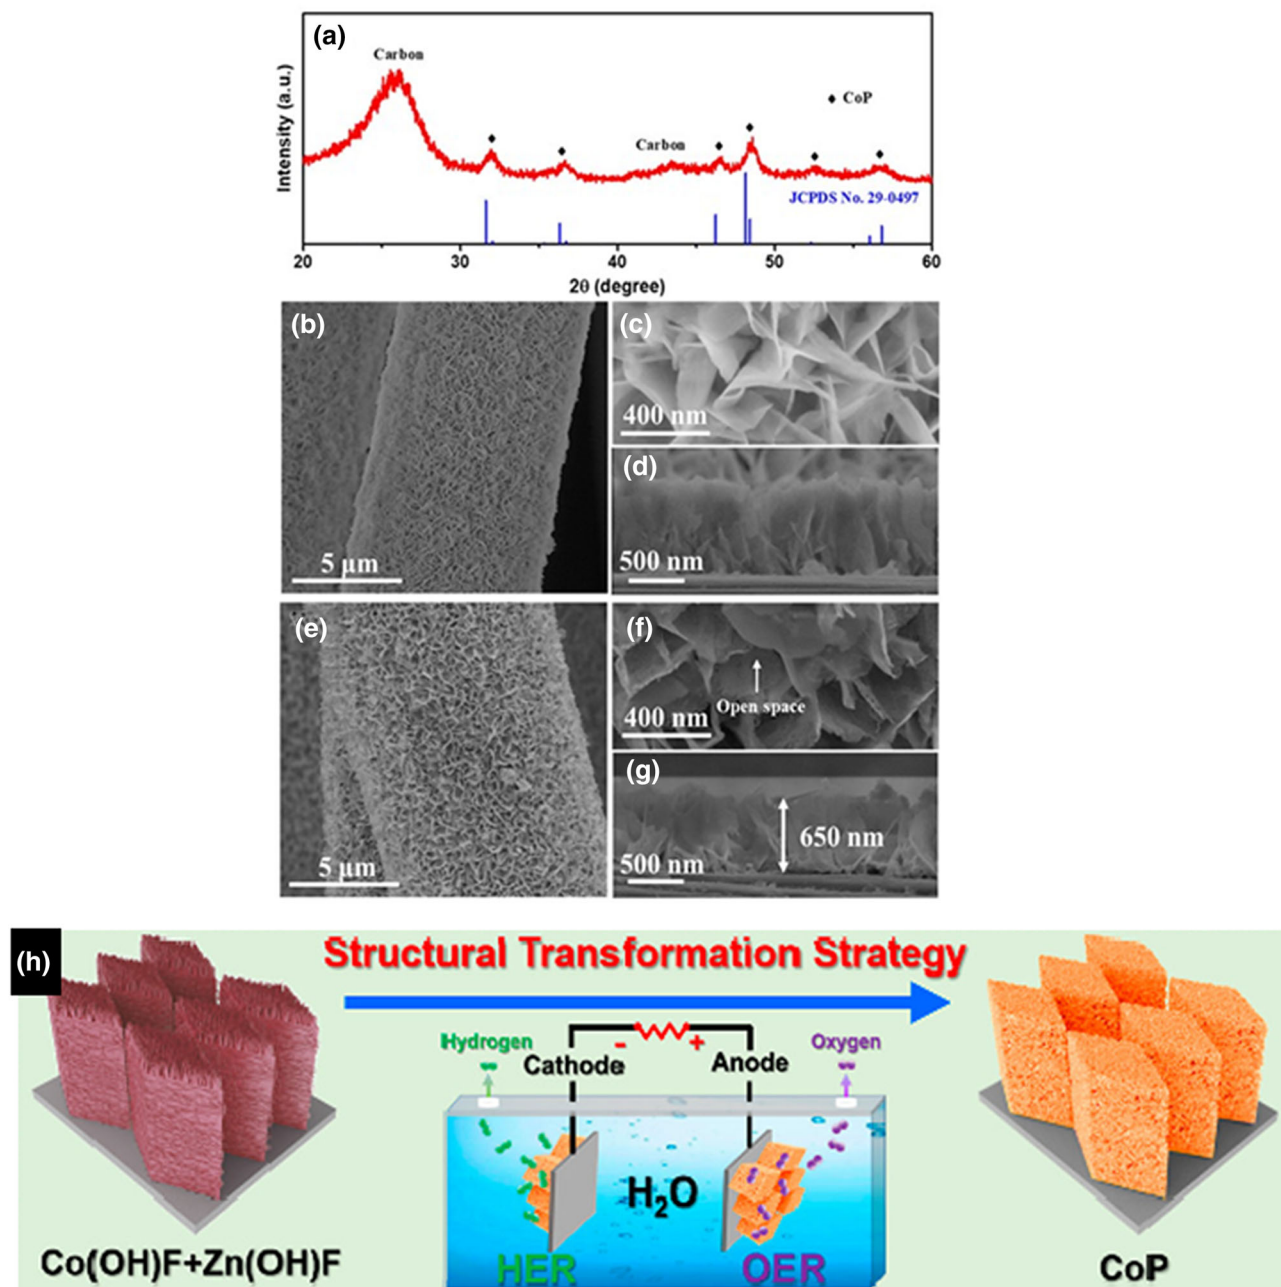 (a)
Carbon
♦ CoP
Carbon
Intensity (a.u.)
JCPDS No. 29-0497
20 30 40 50 60
2θ (degree)
(b)
5 μm
(c)
400 nm
(d)
500 nm
(e)
5 μm
(f)
Open space
400 nm
(g)
650 nm
500 nm
(h)
Structural Transformation Strategy
Hydrogen
Cathode
- +
Anode
Oxygen
H₂O
HER
OER
Co(OH)F+Zn(OH)F
CoP